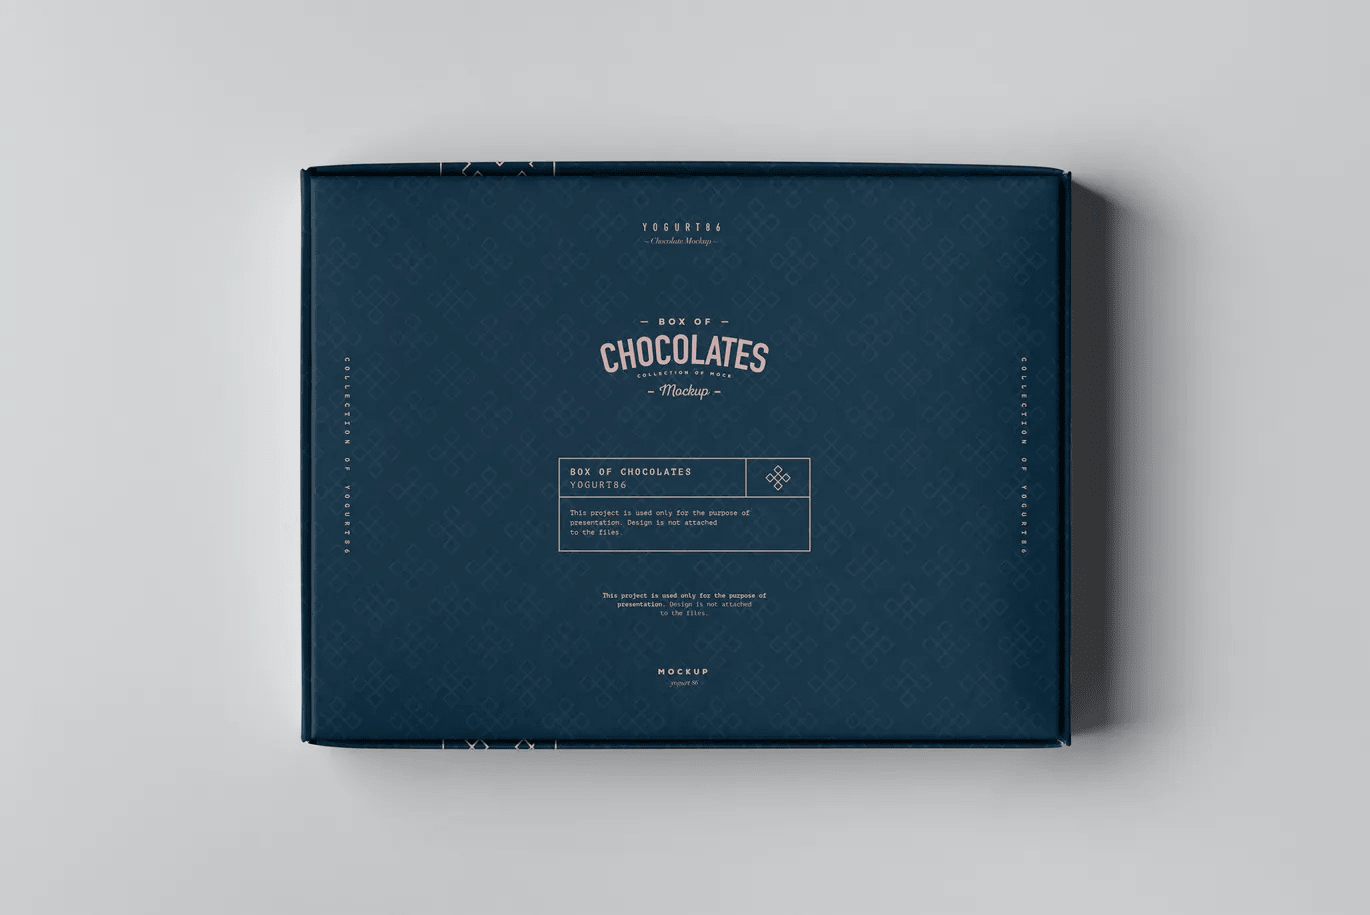 YOGURT86
– Chocolate Mockup –
— BOX OF —
CHOCOLATES
COLLECTION OF MOCK
– Mockup –
COLLECTION OF YOGURT86
COLLECTION OF YOGURT86
BOX OF CHOCOLATES
YOGURT86
This project is used only for the purpose of
presentation. Design is not attached
to the files.
This project is used only for the purpose of
presentation. Design is not attached
to the files.
MOCKUP
yogurt 86